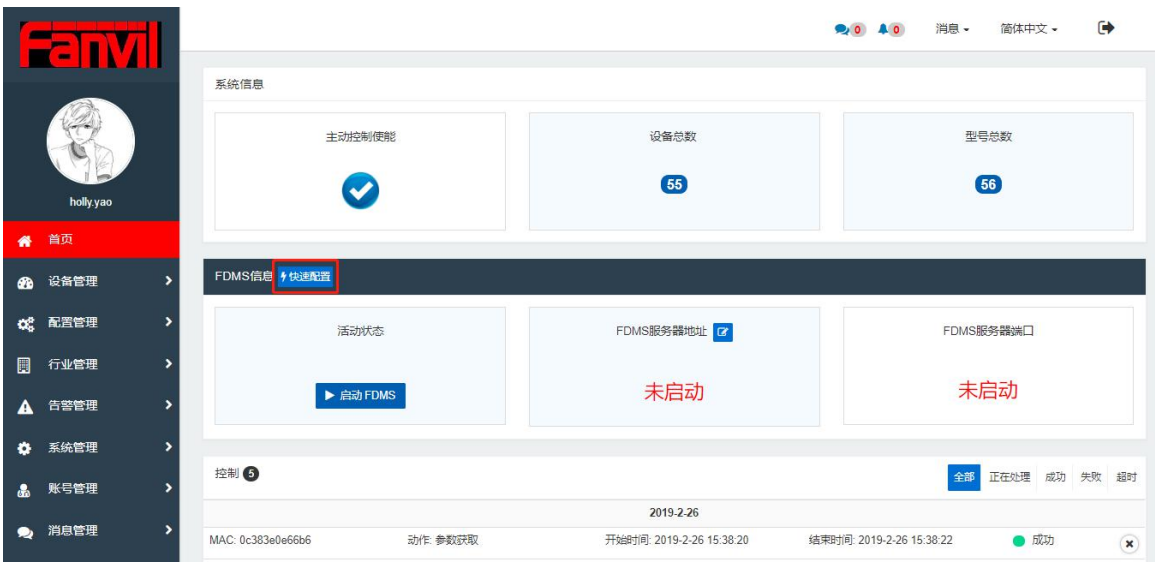 Fanvil
0 0 消息 简体中文
holly.yao
首页
设备管理
配置管理
行业管理
告警管理
系统管理
账号管理
消息管理
系统信息
主动控制使能 设备总数 型号总数
55 56
FDMS信息 快速配置
活动状态 FDMS服务器地址 FDMS服务器端口
启动 FDMS 未启动 未启动
控制 5 全部 正在处理 成功 失败 超时
2019-2-26
MAC: 0c383e0e66b6 动作: 参数获取 开始时间: 2019-2-26 15:38:20 结束时间: 2019-2-26 15:38:22 成功